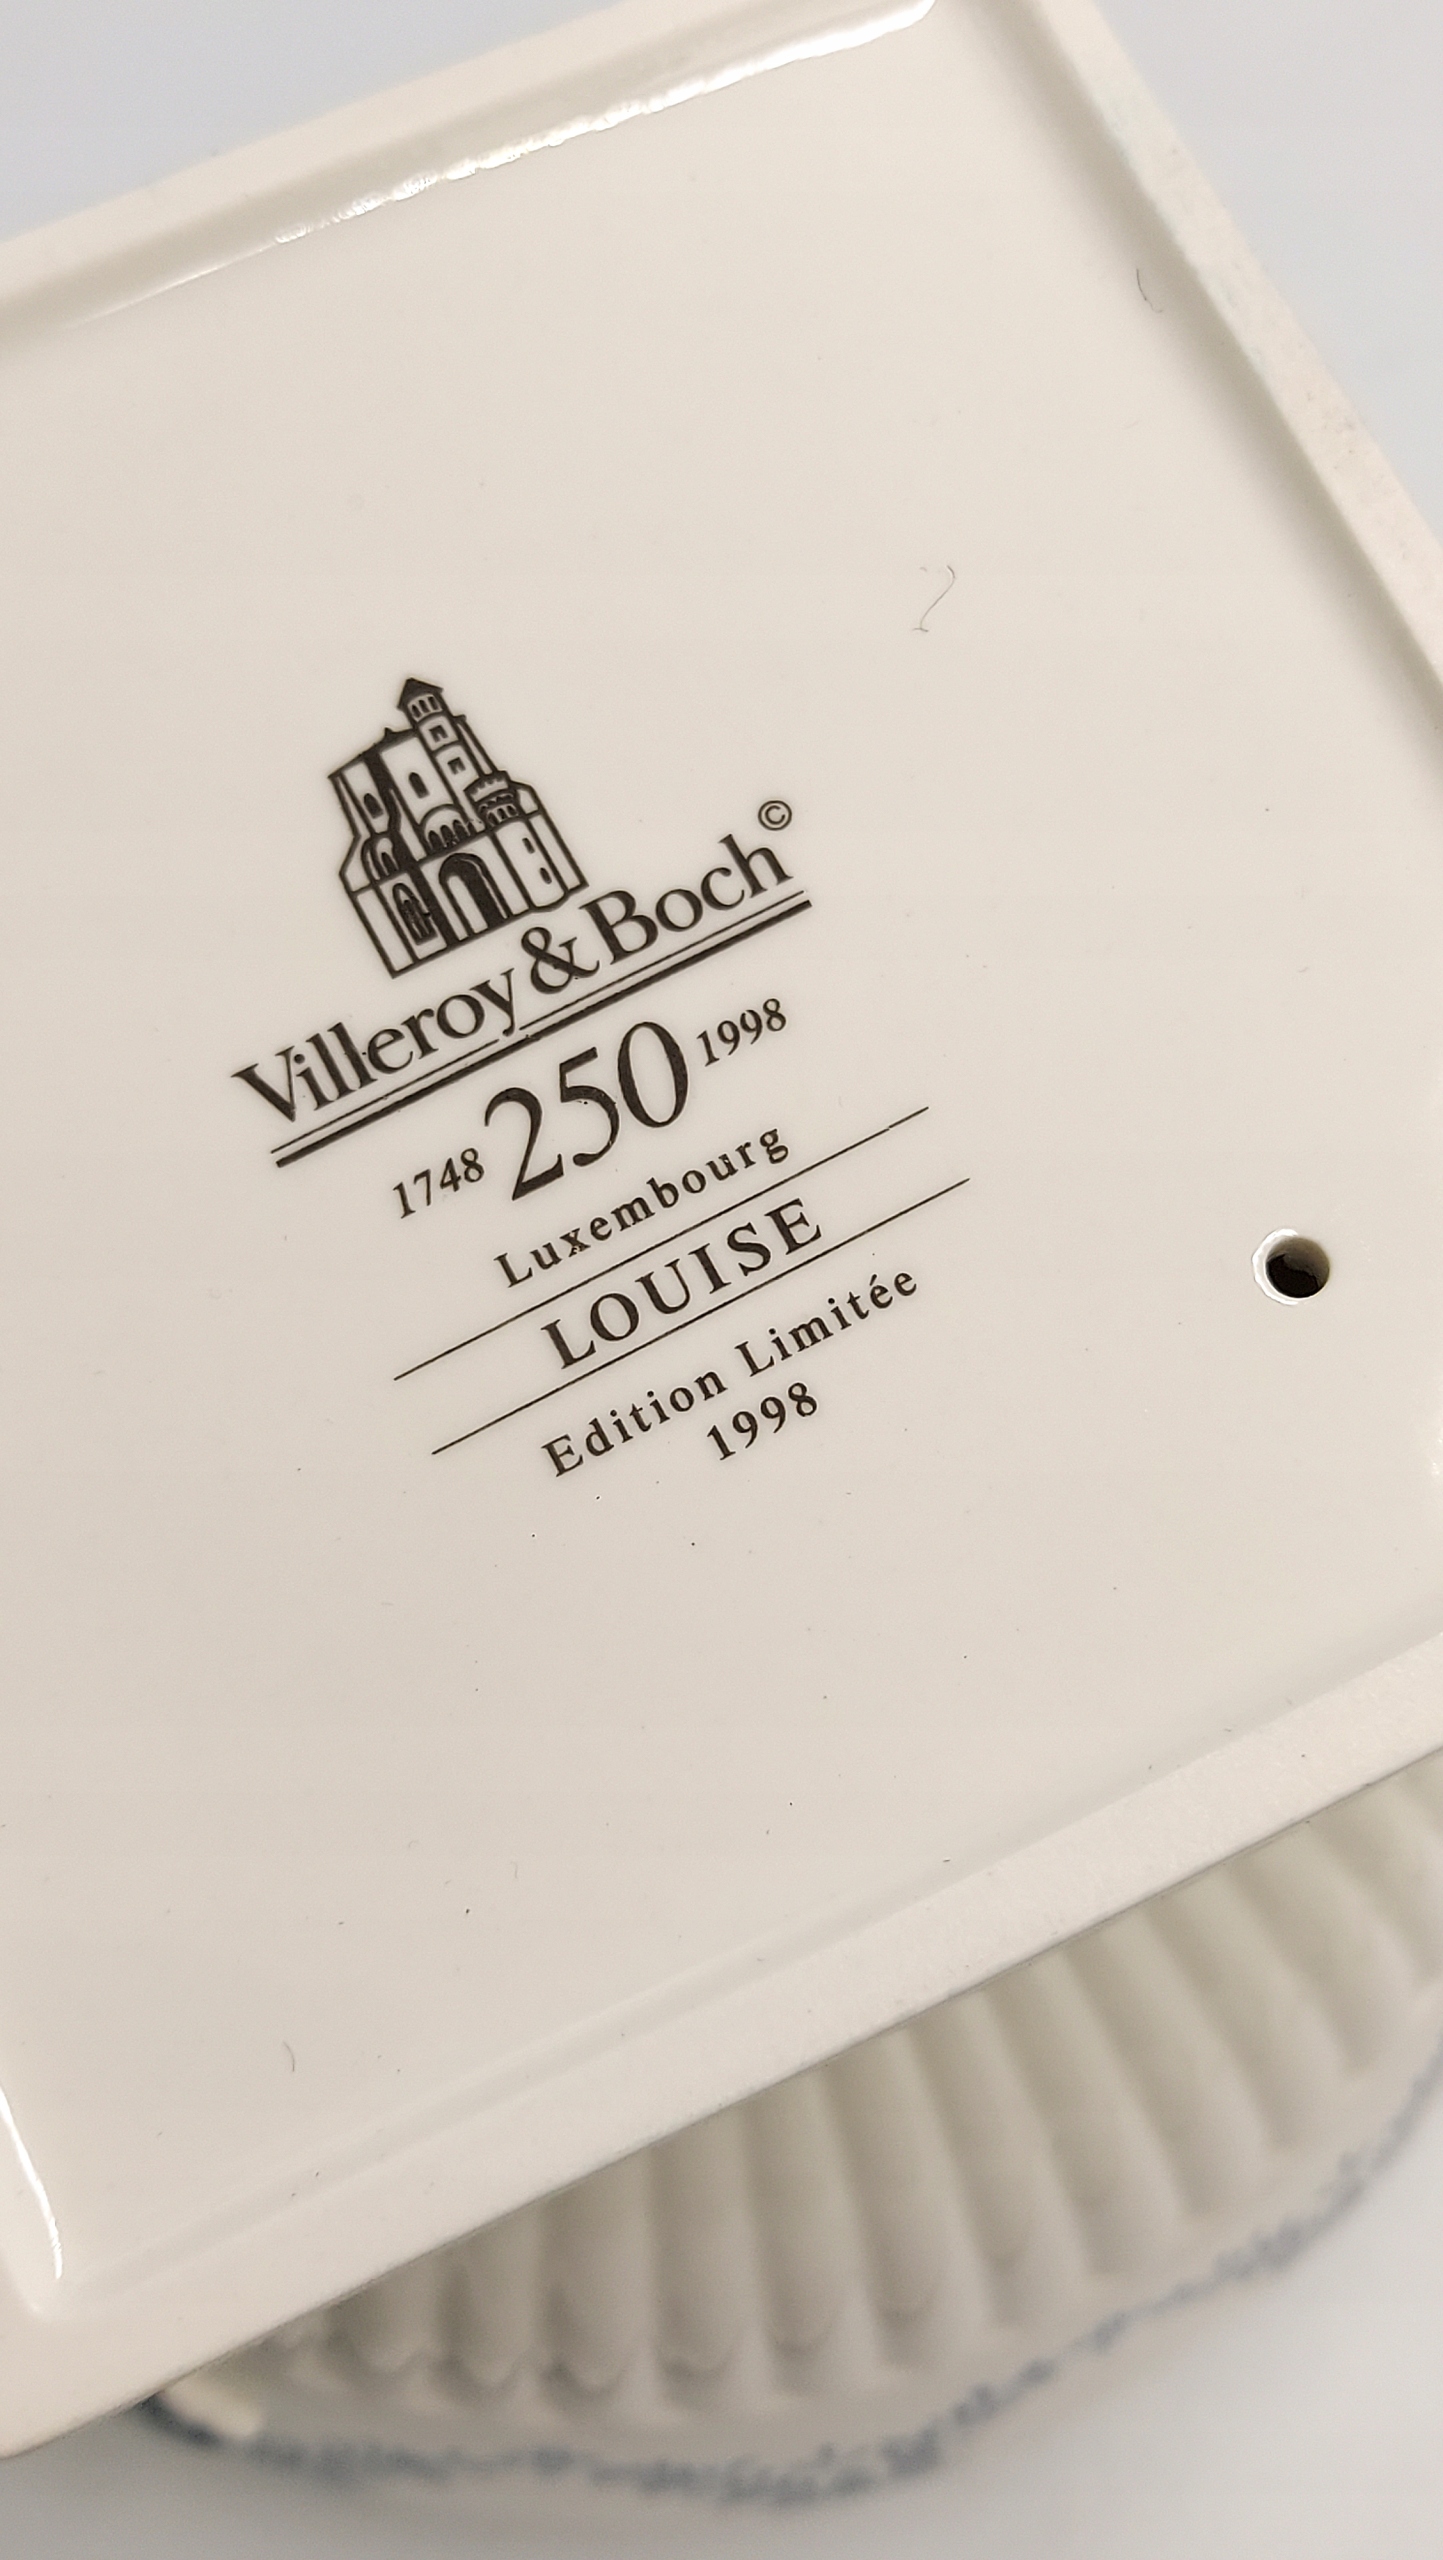 Villeroy & Boch ©
1748 250 1998
Luxembourg
LOUISE
Edition Limitée
1998